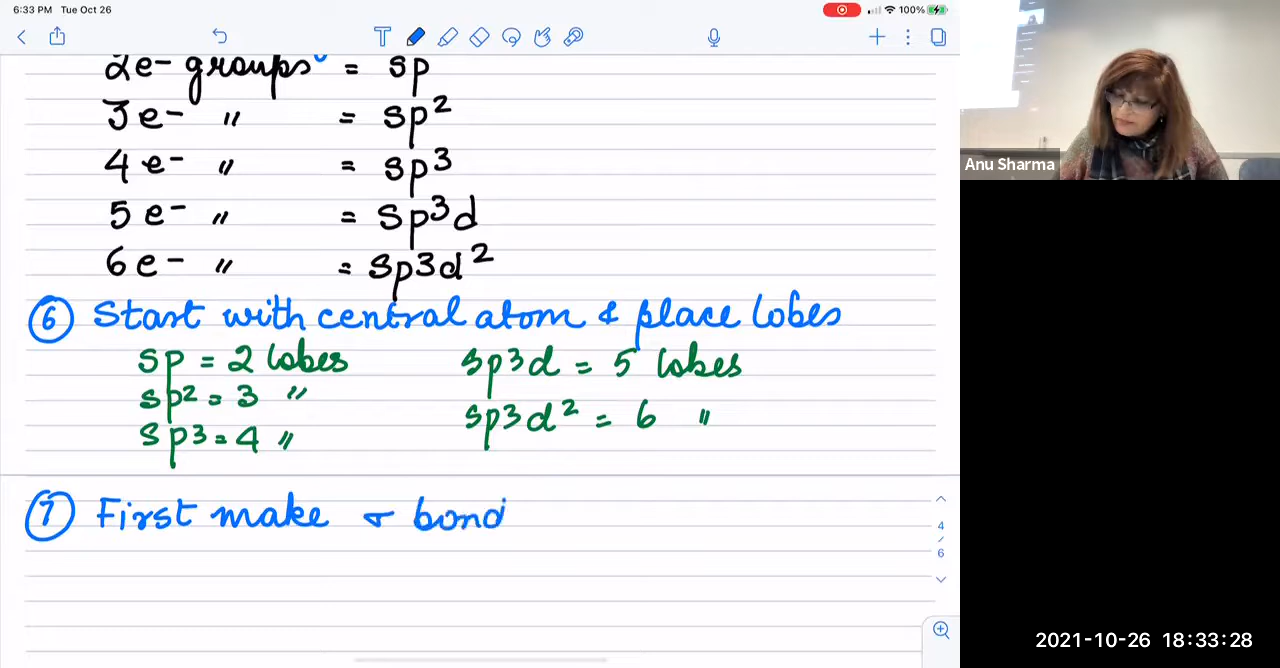 6:33 PM Tue Oct 26
100%
T
2e- groups = sp
3e- " = sp²
4e- " = sp³
5e- " = sp³d
6e- " = sp³d²
⑥ Start with central atom & place lobes
sp = 2 lobes sp³d = 5 lobes
sp² = 3 " sp³d² = 6 "
sp³ = 4 "
⑦ First make σ bond
4 / 6
Anu Sharma
2021-10-26 18:33:28